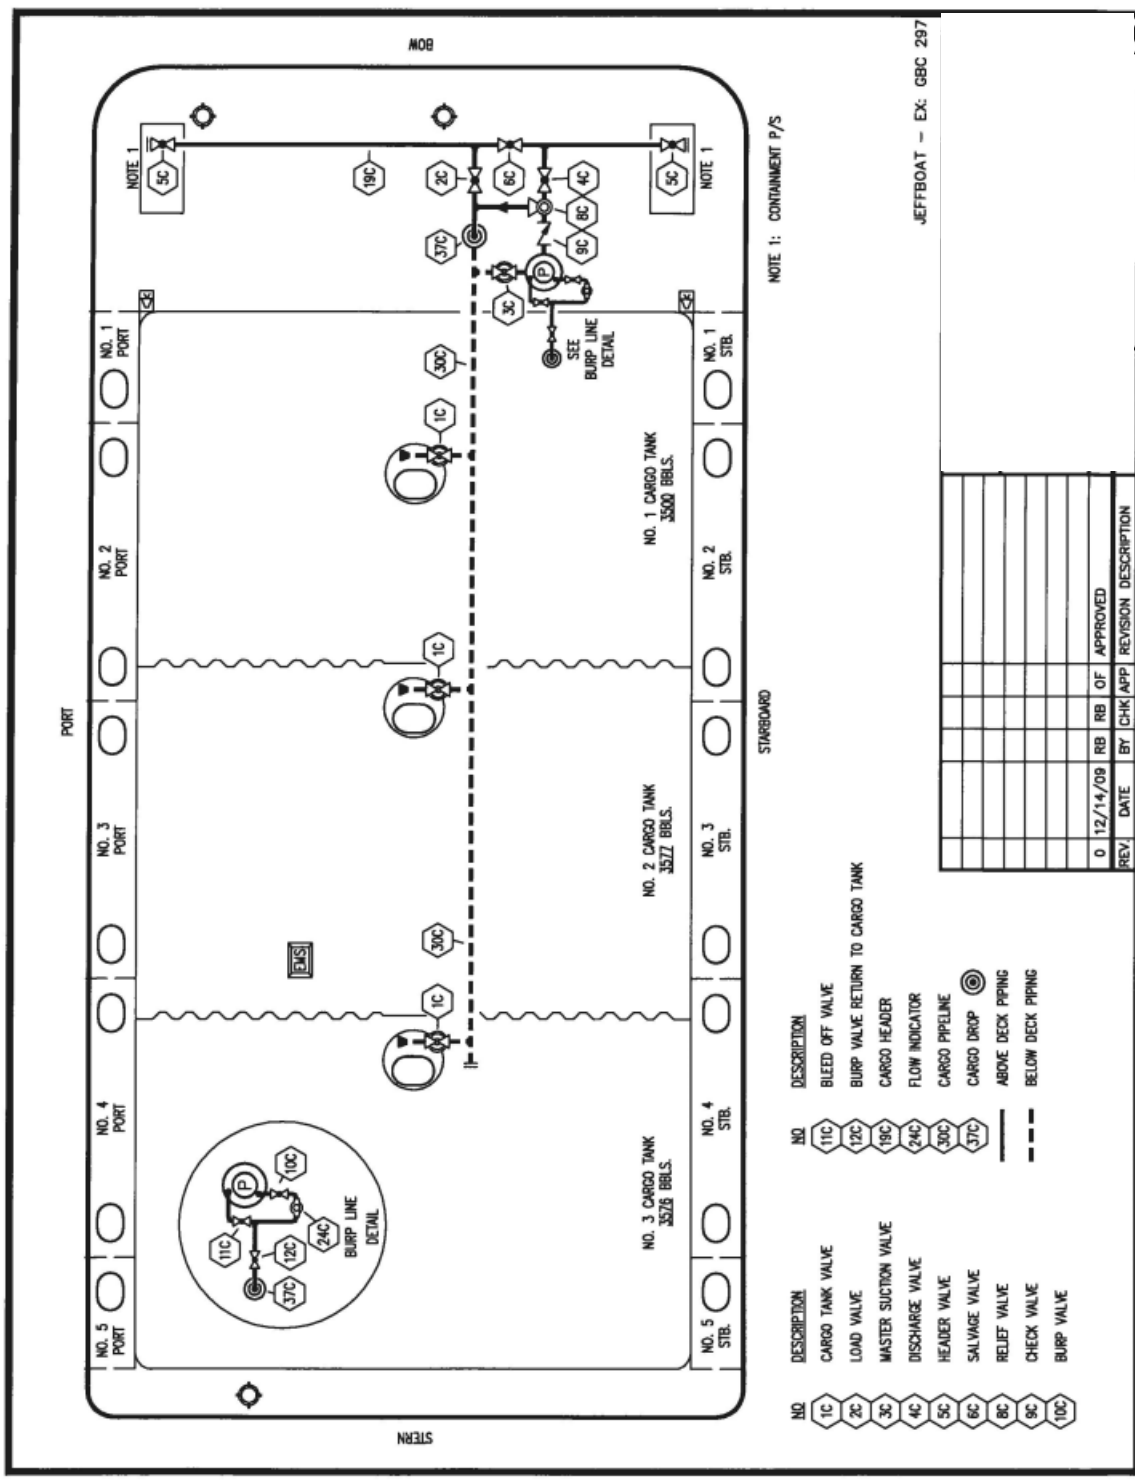 BOW
PORT
STARBOARD
STERN
NOTE 1
5C
19C
2C
6C
4C
5C
NOTE 1
37C
8C
9C
P
3C
SEE
BURP LINE
DETAIL
NO. 1
PORT
NO. 2
PORT
NO. 3
PORT
NO. 4
PORT
NO. 5
PORT
30C
1C
1C
30C
1C
EWS
NO. 1 CARGO TANK
3500 BBLS.
NO. 2 CARGO TANK
3577 BBLS.
NO. 3 CARGO TANK
3576 BBLS.
P
10C
11C
24C
12C
37C
BURP LINE
DETAIL
NO. 1
STB.
NO. 2
STB.
NO. 3
STB.
NO. 4
STB.
NO. 5
STB.
NOTE 1: CONTAINMENT P/S
NO DESCRIPTION
1C CARGO TANK VALVE
2C LOAD VALVE
3C MASTER SUCTION VALVE
4C DISCHARGE VALVE
5C HEADER VALVE
6C SALVAGE VALVE
8C RELIEF VALVE
9C CHECK VALVE
10C BURP VALVE
NO DESCRIPTION
11C BLEED OFF VALVE
12C BURP VALVE RETURN TO CARGO TANK
19C CARGO HEADER
24C FLOW INDICATOR
30C CARGO PIPELINE
37C CARGO DROP
ABOVE DECK PIPING
BELOW DECK PIPING
JEFFBOAT - EX: GBC 297
0 12/14/09 RB RB OF APPROVED
REV. DATE BY CHK APP REVISION DESCRIPTION